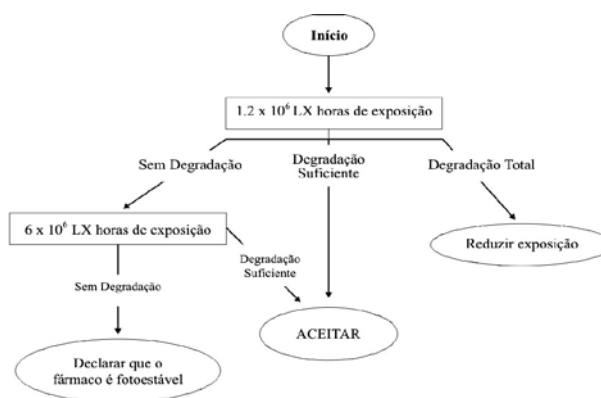 Início
1.2 x 10⁶ LX horas de exposição
Sem Degradação
Degradação
Suficiente
Degradação Total
6 x 10⁶ LX horas de exposição
Reduzir exposição
Degradação
Suficiente
Sem Degradação
ACEITAR
Declarar que o
fármaco é fotoestável